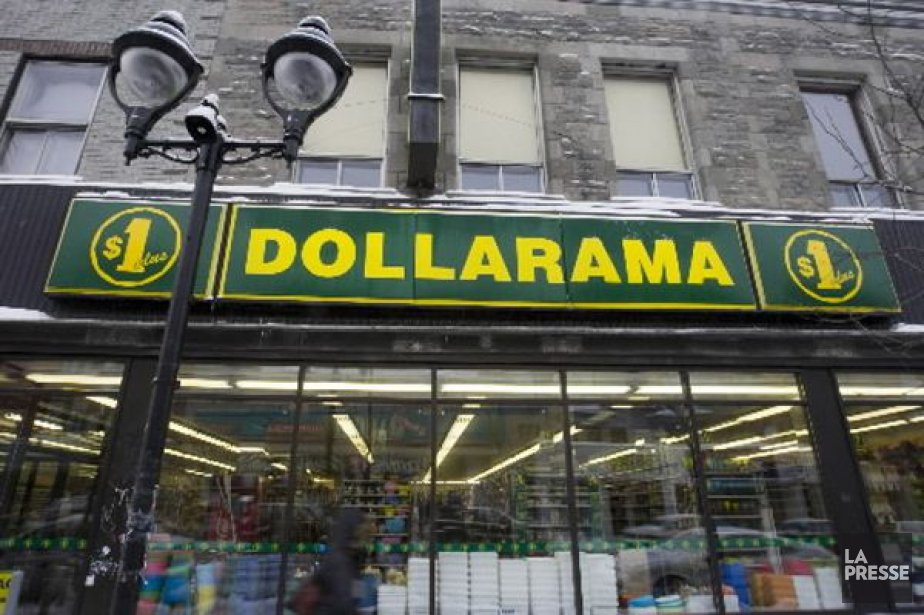 $1 plus
DOLLARAMA
$1 plus
LA
PRESSE